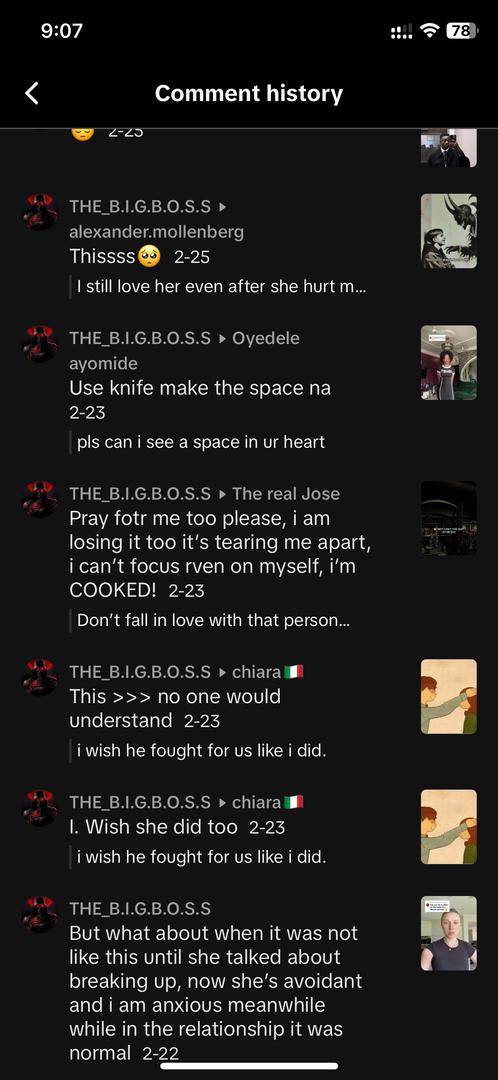 9:07
78
Comment history
😔 2-25
THE_B.I.G.B.O.S.S ▸
alexander.mollenberg
Thissss🥺 2-25
I still love her even after she hurt m...
THE_B.I.G.B.O.S.S ▸ Oyedele
ayomide
Use knife make the space na
2-23
pls can i see a space in ur heart
THE_B.I.G.B.O.S.S ▸ The real Jose
Pray fotr me too please, i am
losing it too it's tearing me apart,
i can't focus rven on myself, i'm
COOKED! 2-23
Don't fall in love with that person...
THE_B.I.G.B.O.S.S ▸ chiara🇮🇹
This >>> no one would
understand 2-23
i wish he fought for us like i did.
THE_B.I.G.B.O.S.S ▸ chiara🇮🇹
I. Wish she did too 2-23
i wish he fought for us like i did.
THE_B.I.G.B.O.S.S
But what about when it was not
like this until she talked about
breaking up, now she's avoidant
and i am anxious meanwhile
while in the relationship it was
normal 2-22